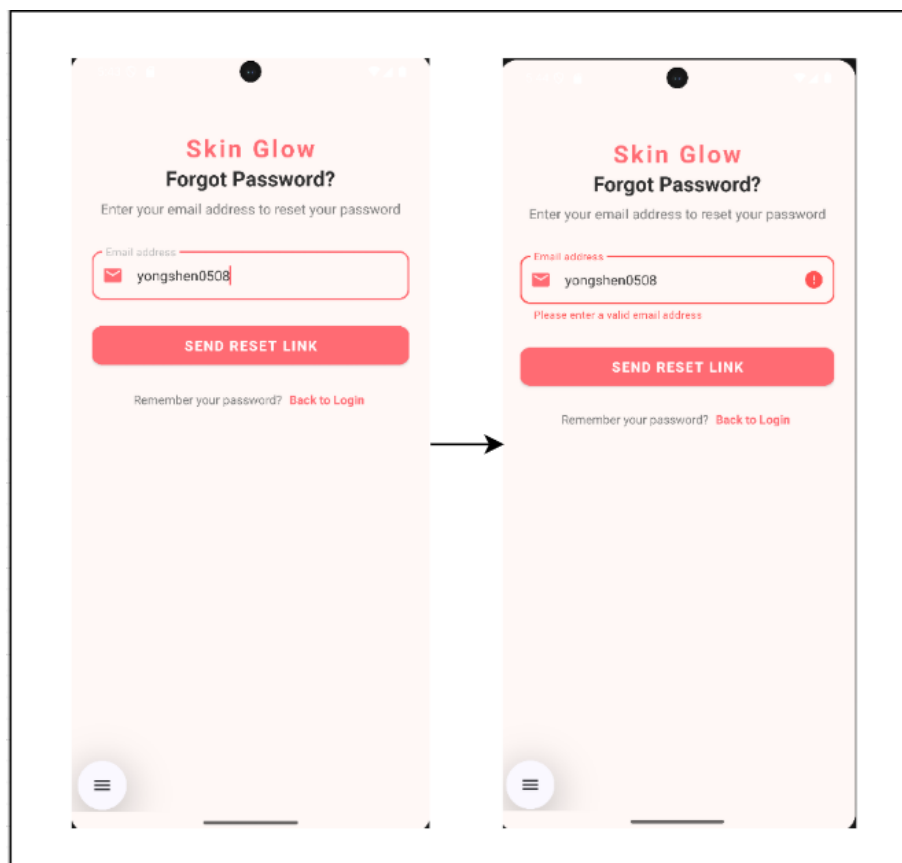 Skin Glow
Forgot Password?
Enter your email address to reset your password
Email address
yongshen0508
SEND RESET LINK
Remember your password? Back to Login
Skin Glow
Forgot Password?
Enter your email address to reset your password
Email address
yongshen0508
Please enter a valid email address
SEND RESET LINK
Remember your password? Back to Login